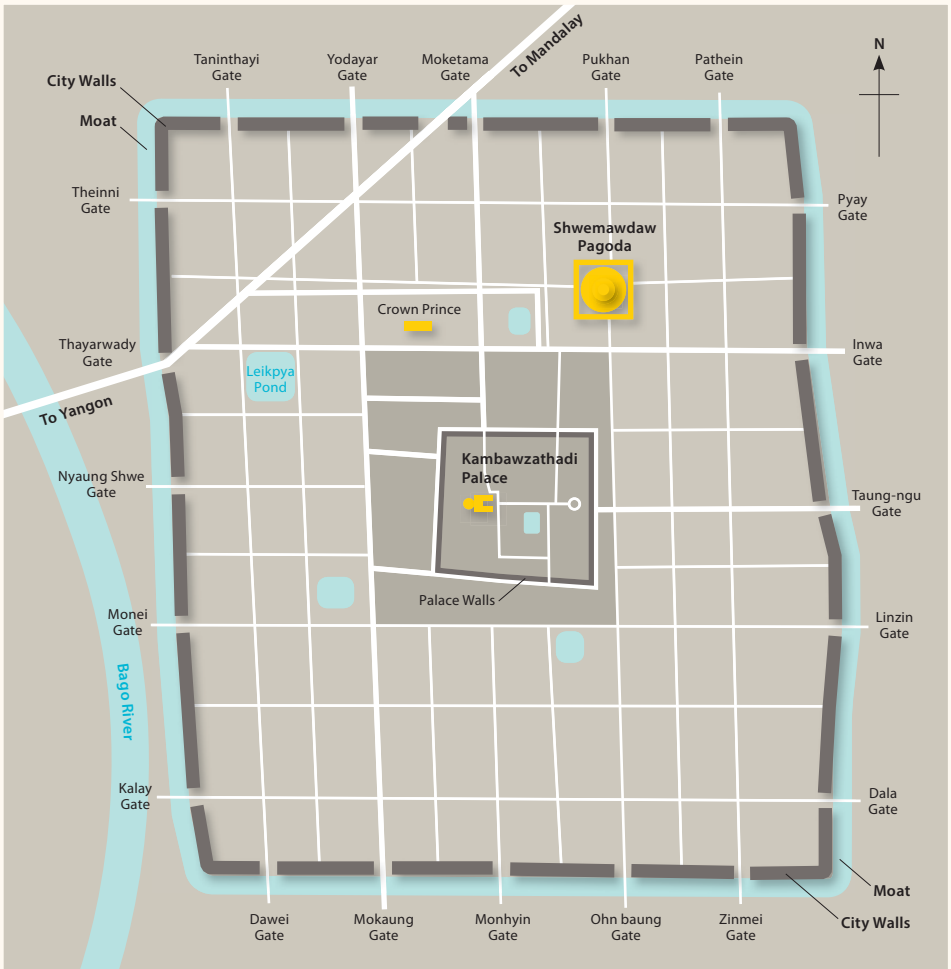 N
To Mandalay
Taninthayi
Gate
Yodayar
Gate
Moketama
Gate
Pukhan
Gate
Pathein
Gate
City Walls
Moat
Theinni
Gate
Pyay
Gate
Shwemawdaw
Pagoda
Crown Prince
Thayarwady
Gate
Inwa
Gate
Leikpya
Pond
To Yangon
Kambawzathadi
Palace
Nyaung Shwe
Gate
Taung-ngu
Gate
Palace Walls
Monei
Gate
Linzin
Gate
Bago River
Kalay
Gate
Dala
Gate
Moat
City Walls
Dawei
Gate
Mokaung
Gate
Monhyin
Gate
Ohn baung
Gate
Zinmei
Gate